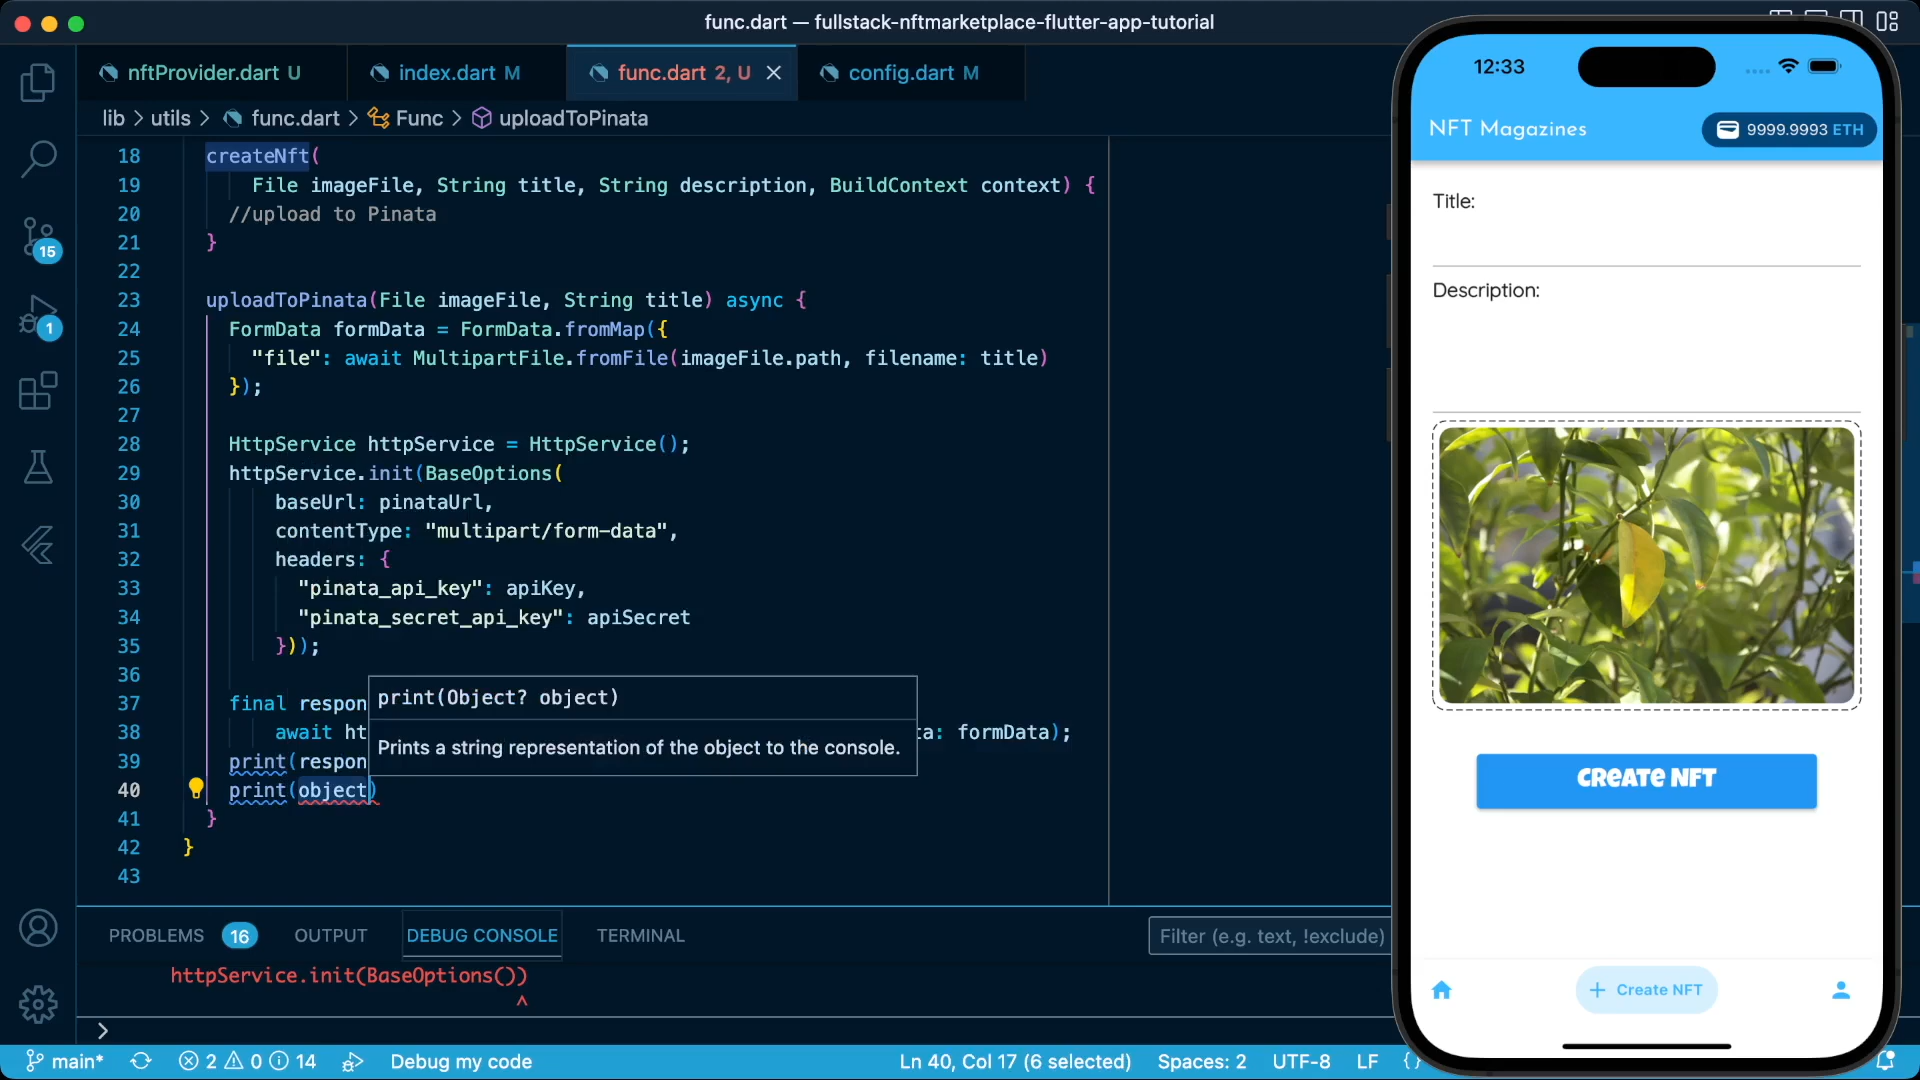 func.dart — fullstack-nftmarketplace-flutter-app-tutorial
nftProvider.dart U
index.dart M
func.dart 2, U
config.dart M
lib > utils > func.dart > Func > uploadToPinata
15
1
18 createNft(
19 File imageFile, String title, String description, BuildContext context) {
20 //upload to Pinata
21 }
22
23 uploadToPinata(File imageFile, String title) async {
24 FormData formData = FormData.fromMap({
25 "file": await MultipartFile.fromFile(imageFile.path, filename: title)
26 });
27
28 HttpService httpService = HttpService();
29 httpService.init(BaseOptions(
30 baseUrl: pinataUrl,
31 contentType: "multipart/form-data",
32 headers: {
33 "pinata_api_key": apiKey,
34 "pinata_secret_api_key": apiSecret
35 }));
36
37 final respon
38 await ht ta: formData);
39 print(respon
40 print(object)
41 }
42 }
43
print(Object? object)
Prints a string representation of the object to the console.
PROBLEMS 16 OUTPUT DEBUG CONSOLE TERMINAL
Filter (e.g. text, !exclude)
httpService.init(BaseOptions())
^
>
main* 2 0 14 Debug my code
Ln 40, Col 17 (6 selected) Spaces: 2 UTF-8 LF {
12:33
NFT Magazines
9999.9993 ETH
Title:
Description:
Create NFT
+ Create NFT